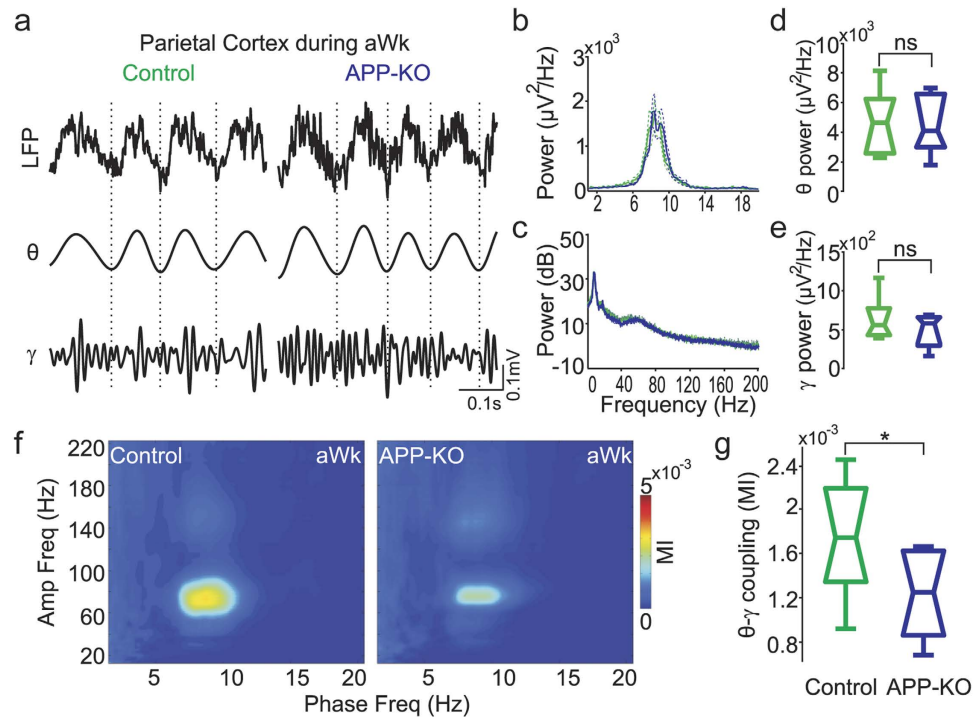 a
Parietal Cortex during aWk
Control
APP-KO
LFP
θ
γ
0.1mV
0.1s
b
×10³
Power (µV²/Hz)
3
2
1
0
2 6 10 14 18
c
Power (dB)
50
30
10
-10
0 40 80 120 160 200
Frequency (Hz)
d
×10³
ns
θ power (µV²/Hz)
10
8
6
4
2
0
e
×10²
ns
γ power (µV²/Hz)
15
10
5
0
f
Amp Freq (Hz)
220
180
140
100
60
20
Control aWk
APP-KO aWk
5 10 15 20
5 10 15 20
Phase Freq (Hz)
×10⁻³
5
0
MI
g
×10⁻³
*
θ-γ coupling (MI)
2.4
2
1.6
1.2
0.8
Control APP-KO